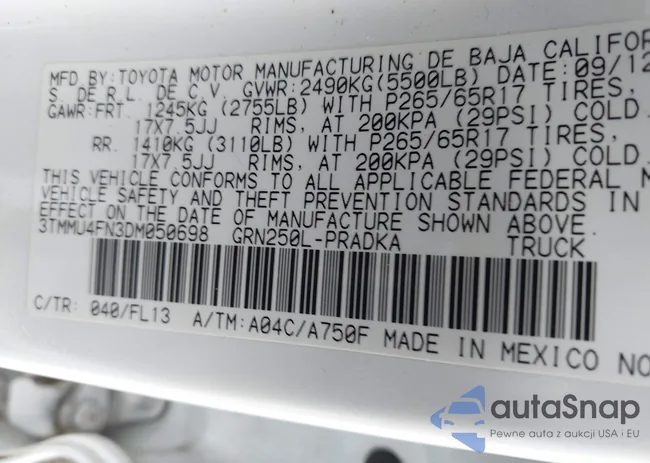 MFD BY: TOYOTA MOTOR MANUFACTURING DE BAJA CALIFOR
S. DE R.L. DE C.V. GVWR: 2490KG(5500LB) DATE: 09/12
GAWR:FRT. 1245KG (2755LB) WITH P265/65R17 TIRES,
17X7.5JJ RIMS, AT 200KPA (29PSI) COLD
RR. 1410KG (3110LB) WITH P265/65R17 TIRES,
17X7.5JJ RIMS, AT 200KPA (29PSI) COLD
THIS VEHICLE CONFORMS TO ALL APPLICABLE FEDERAL M
VEHICLE SAFETY AND THEFT PREVENTION STANDARDS IN
EFFECT ON THE DATE OF MANUFACTURE SHOWN ABOVE.
3TMMU4FN3DM050698 GRN250L-PRADKA TRUCK
C/TR: 040/FL13 A/TM: A04C/A750F MADE IN MEXICO NO
autaSnap
Pewne auta z aukcji USA i EU